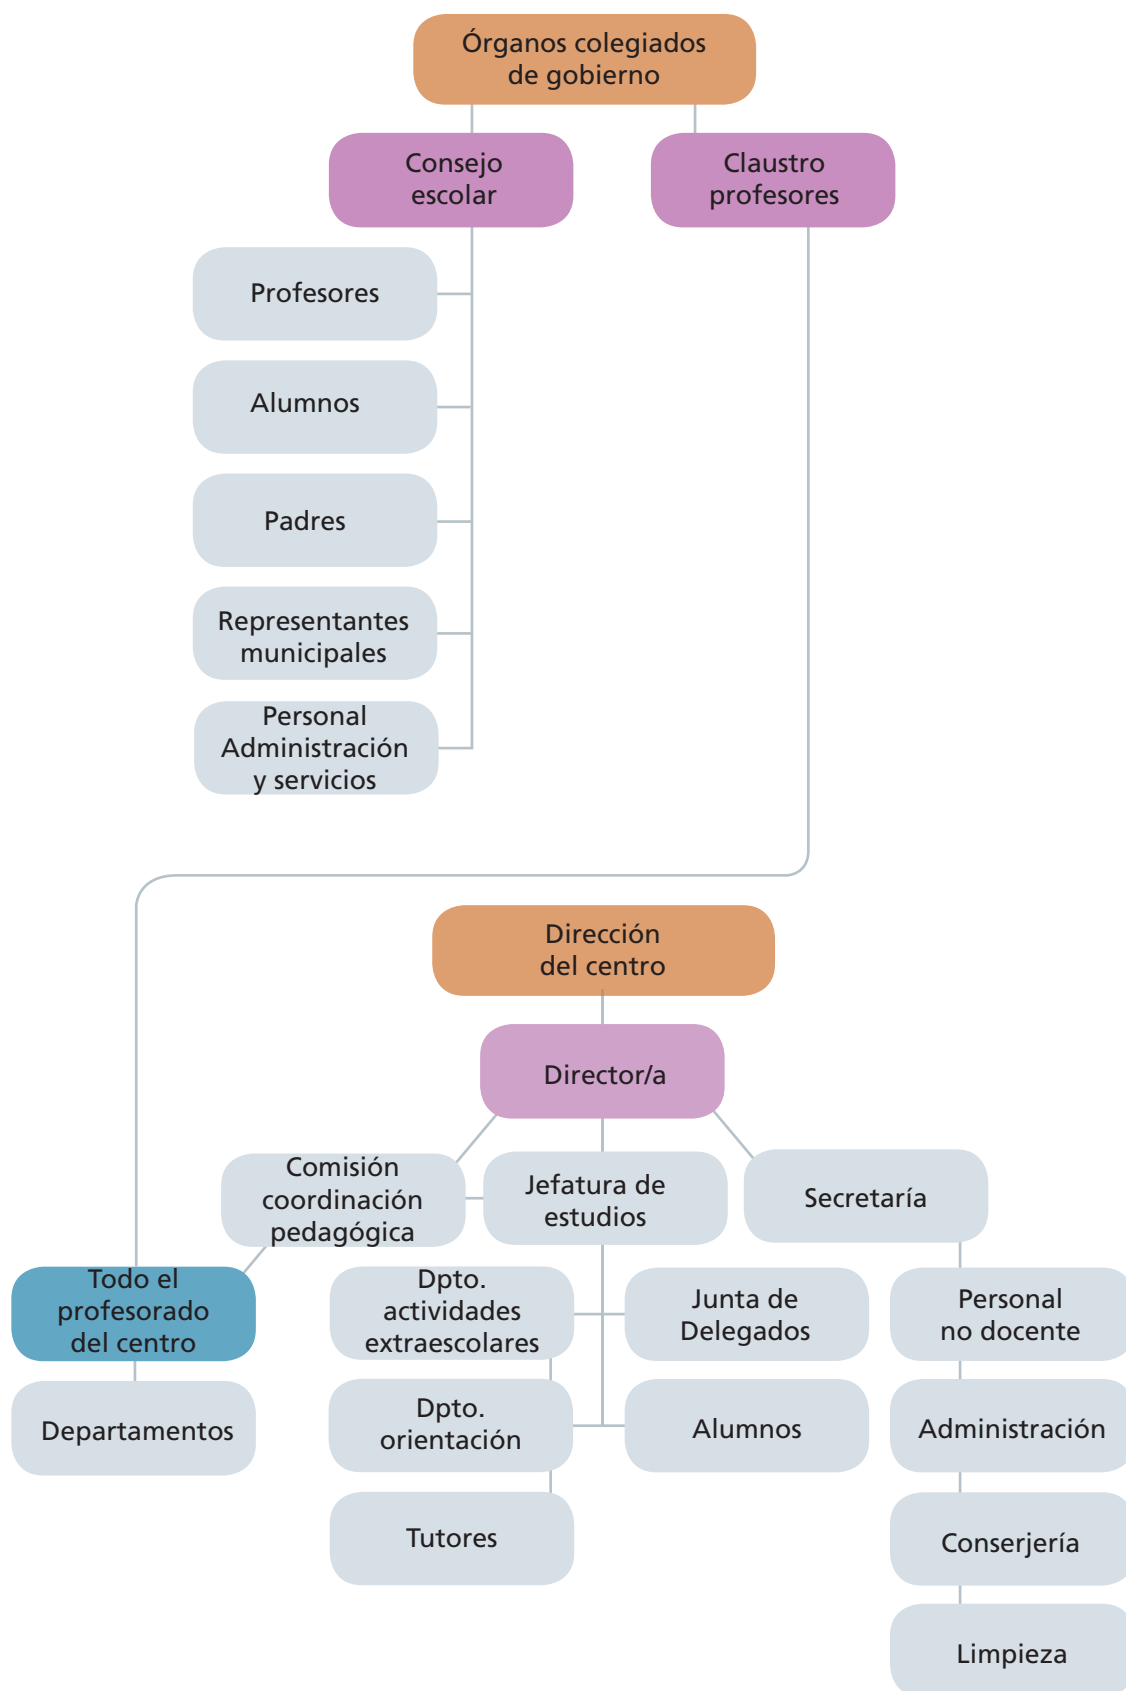 Órganos colegiados
de gobierno
Consejo
escolar
Claustro
profesores
Profesores
Alumnos
Padres
Representantes
municipales
Personal
Administración
y servicios
Dirección
del centro
Director/a
Comisión
coordinación
pedagógica
Jefatura de
estudios
Secretaría
Todo el
profesorado
del centro
Dpto.
actividades
extraescolares
Junta de
Delegados
Personal
no docente
Departamentos
Dpto.
orientación
Alumnos
Administración
Tutores
Conserjería
Limpieza